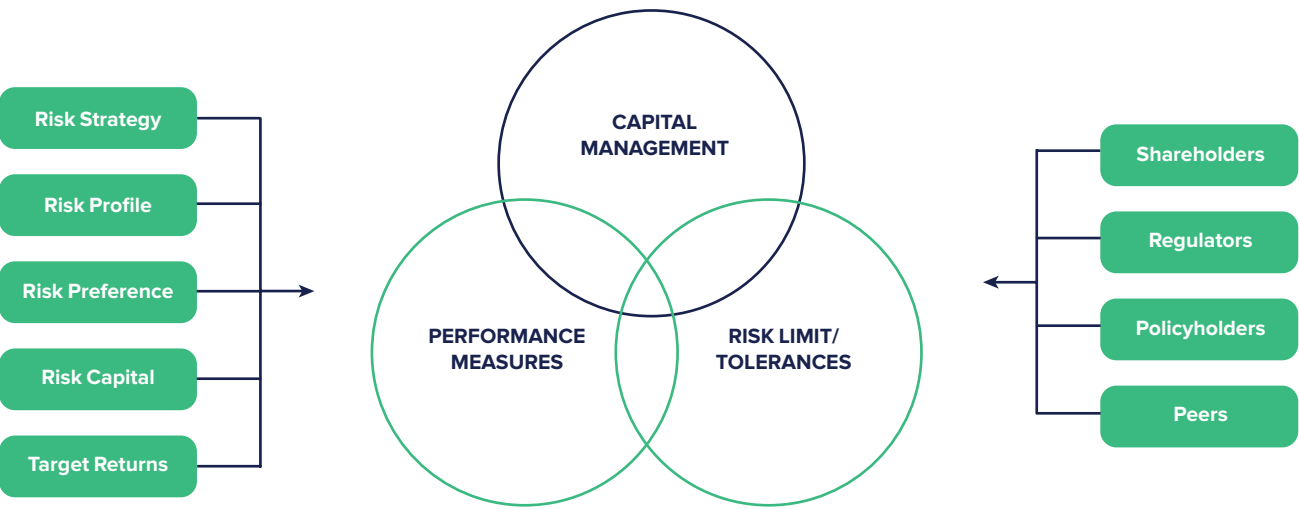 Risk Strategy
Risk Profile
Risk Preference
Risk Capital
Target Returns
CAPITAL
MANAGEMENT
PERFORMANCE
MEASURES
RISK LIMIT/
TOLERANCES
Shareholders
Regulators
Policyholders
Peers